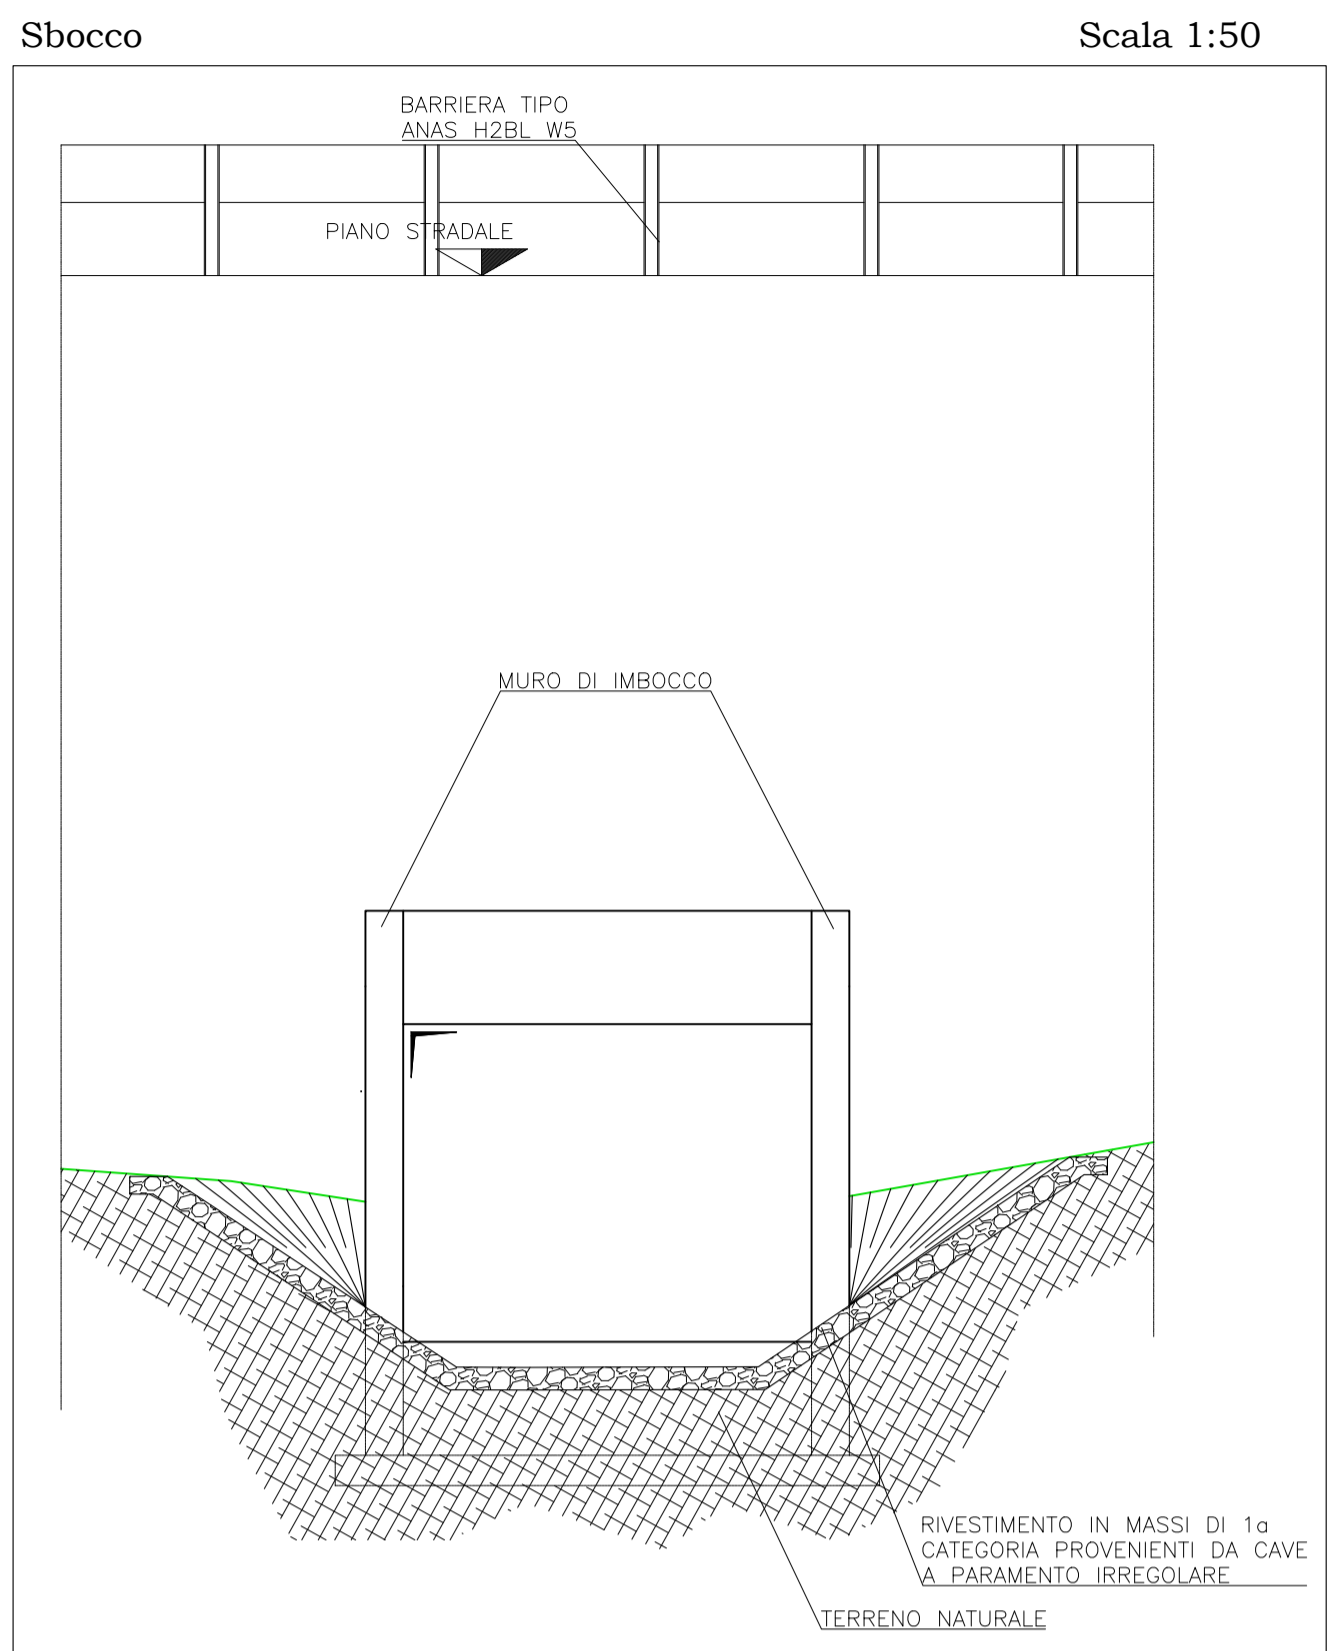 Sbocco
Scala 1:50
BARRIERA TIPO
ANAS H2BL W5
PIANO STRADALE
MURO DI IMBOCCO
RIVESTIMENTO IN MASSI DI 1a
CATEGORIA PROVENIENTI DA CAVE
A PARAMENTO IRREGOLARE
TERRENO NATURALE